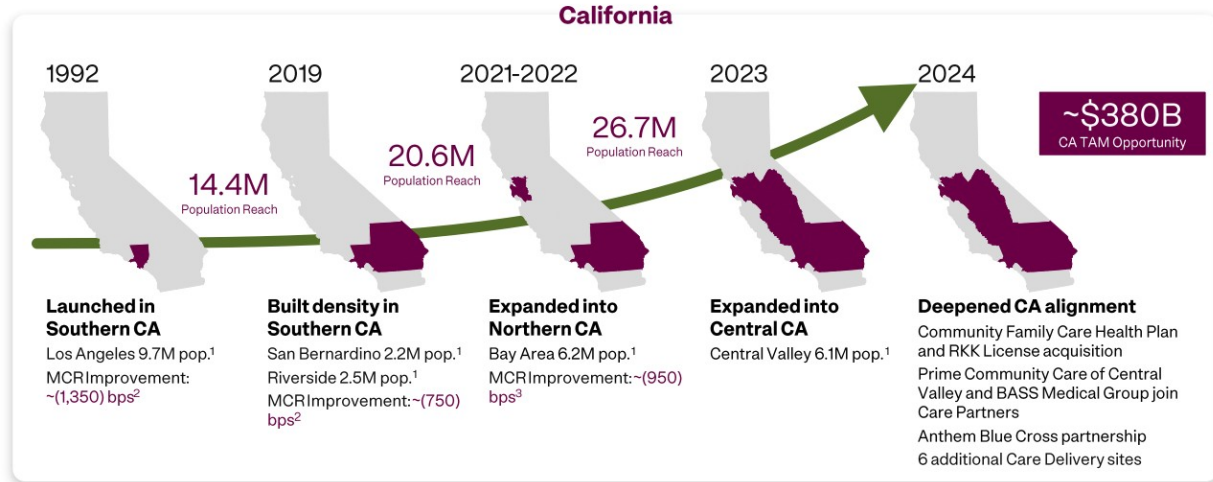 California
1992
2019
2021-2022
2023
2024
14.4M
Population Reach
20.6M
Population Reach
26.7M
Population Reach
~$380B
CA TAM Opportunity
Launched in
Southern CA
Los Angeles 9.7M pop.¹
MCR Improvement:
~(1,350) bps²
Built density in
Southern CA
San Bernardino 2.2M pop.¹
Riverside 2.5M pop.¹
MCR Improvement: ~(750)
bps²
Expanded into
Northern CA
Bay Area 6.2M pop.¹
MCR Improvement: ~(950)
bps³
Expanded into
Central CA
Central Valley 6.1M pop.¹
Deepened CA alignment
Community Family Care Health Plan
and RKK License acquisition
Prime Community Care of Central
Valley and BASS Medical Group join
Care Partners
Anthem Blue Cross partnership
6 additional Care Delivery sites